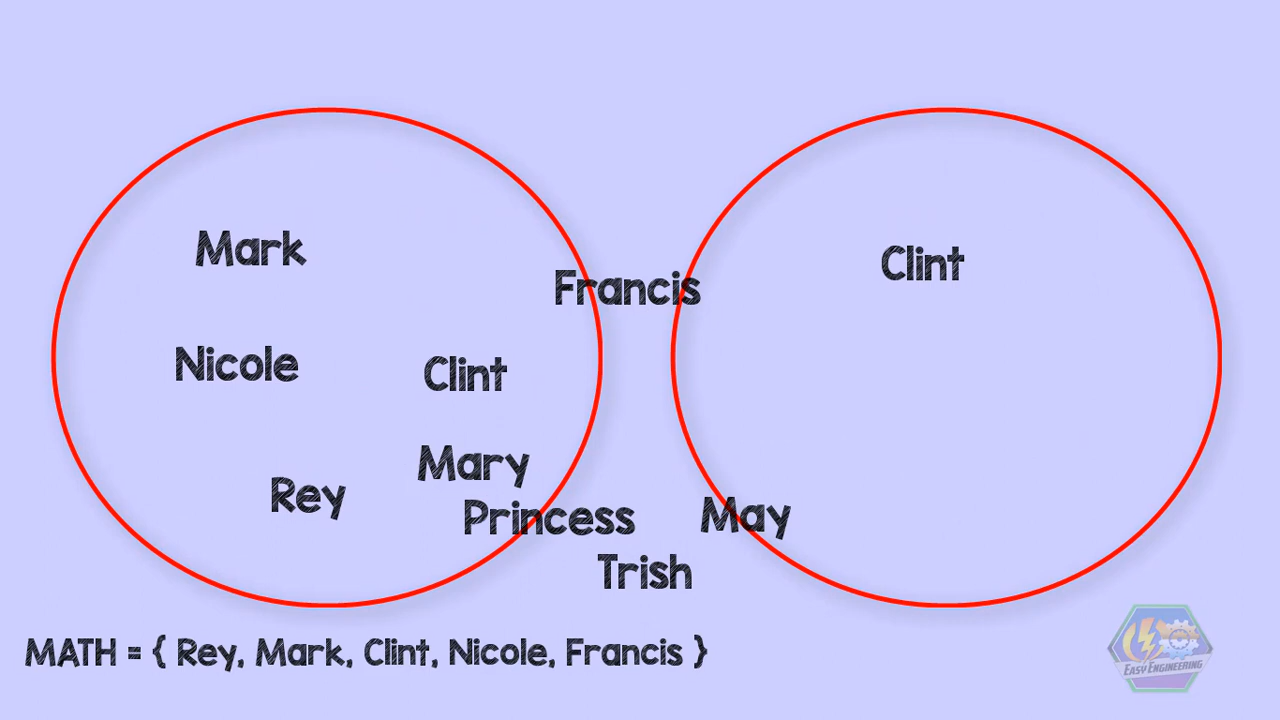 Mark
Clint
Francis
Nicole
Clint
Mary
Rey
Princess
May
Trish
MATH = { Rey, Mark, Clint, Nicole, Francis }
EASY ENGINEERING